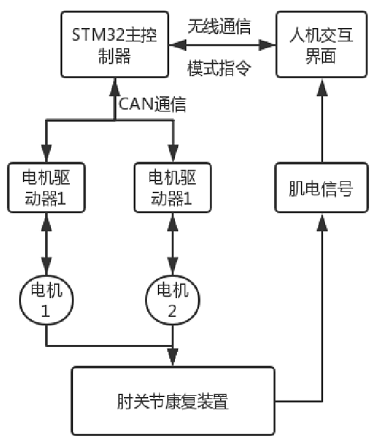 STM32主控
制器
无线通信
模式指令
人机交互
界面
CAN通信
电机驱
动器1
电机驱
动器1
肌电信号
电机
1
电机
2
肘关节康复装置